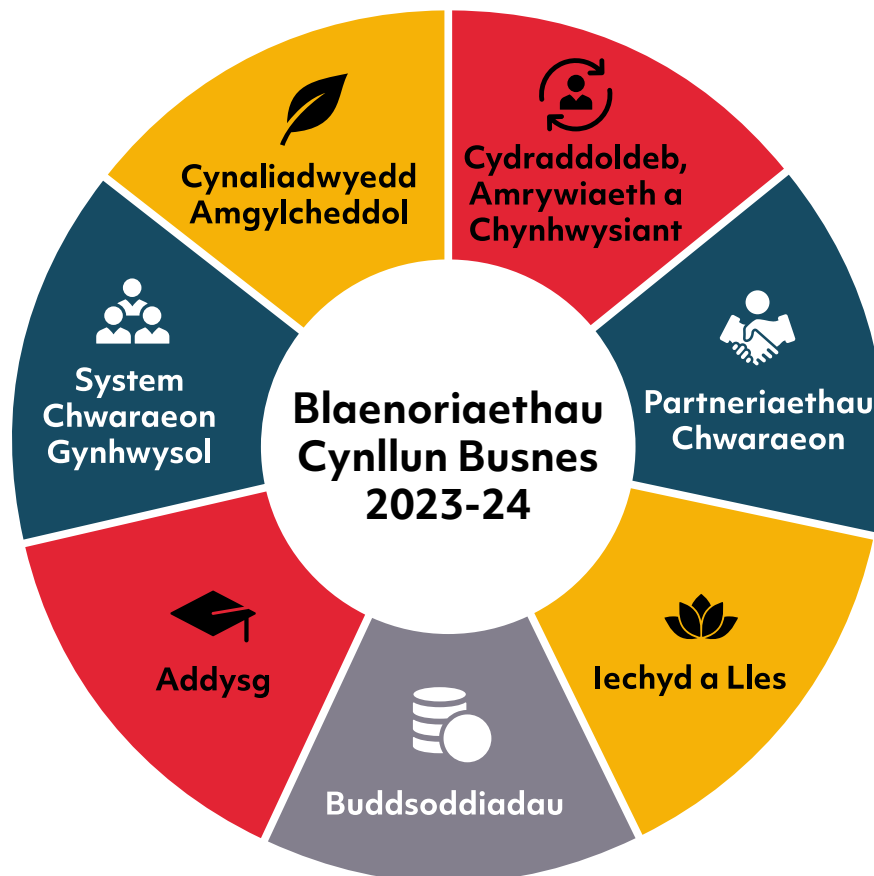 Blaenoriaethau
Cynllun Busnes
2023-24
Cydraddoldeb,
Amrywiaeth a
Chynhwysiant
Partneriaethau
Chwaraeon
Iechyd a Lles
Buddsoddiadau
Addysg
System
Chwaraeon
Gynhwysol
Cynaliadwyedd
Amgylcheddol